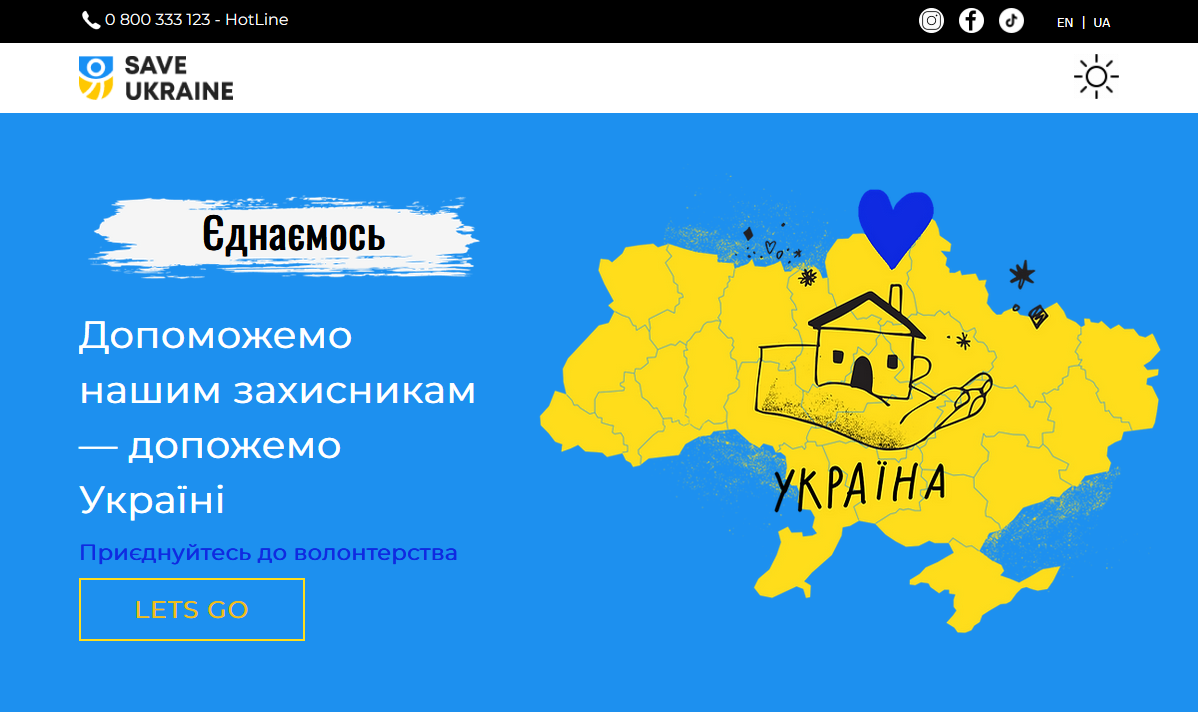 0 800 333 123 - HotLine
EN | UA
SAVE
UKRAINE
Єднаємось
Допоможемо
нашим захисникам
— допожемо
Україні
Приєднуйтесь до волонтерства
LETS GO
УКРАЇНА